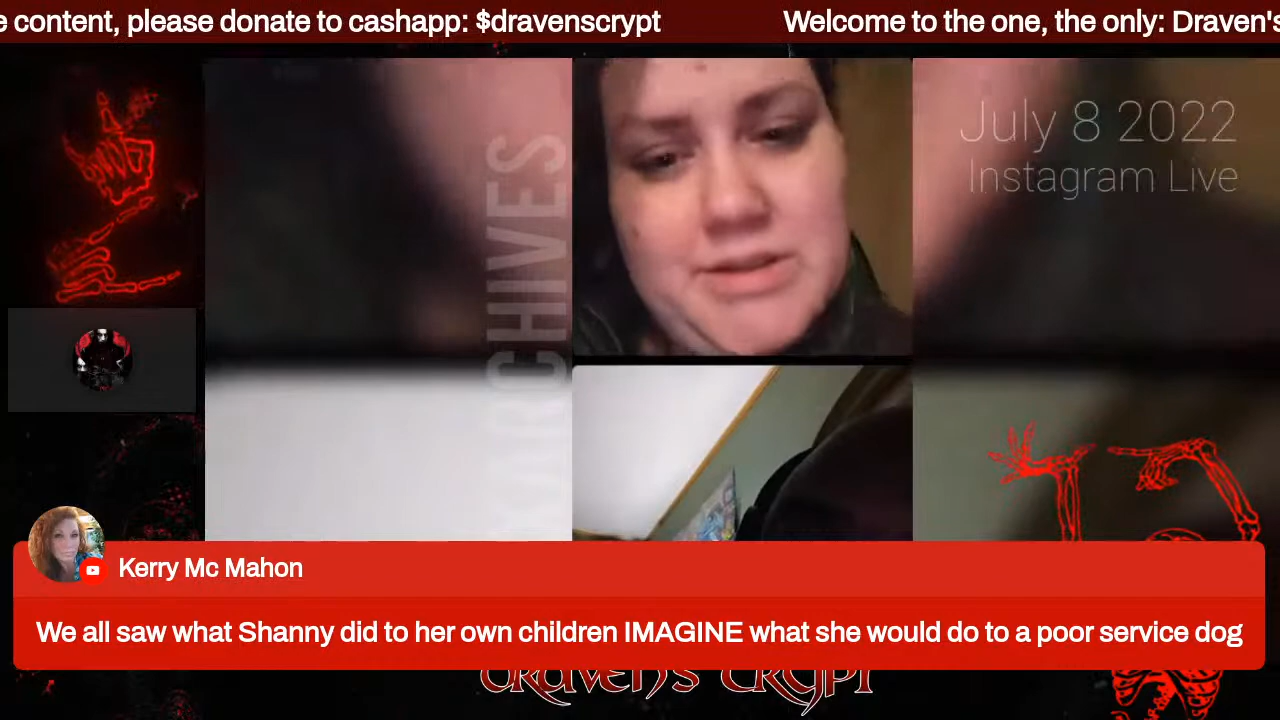 e content, please donate to cashapp: $dravenscrypt Welcome to the one, the only: Draven's
July 8 2022
Instagram Live
ARCHIVES
Kerry Mc Mahon
We all saw what Shanny did to her own children IMAGINE what she would do to a poor service dog
Draven's Crypt